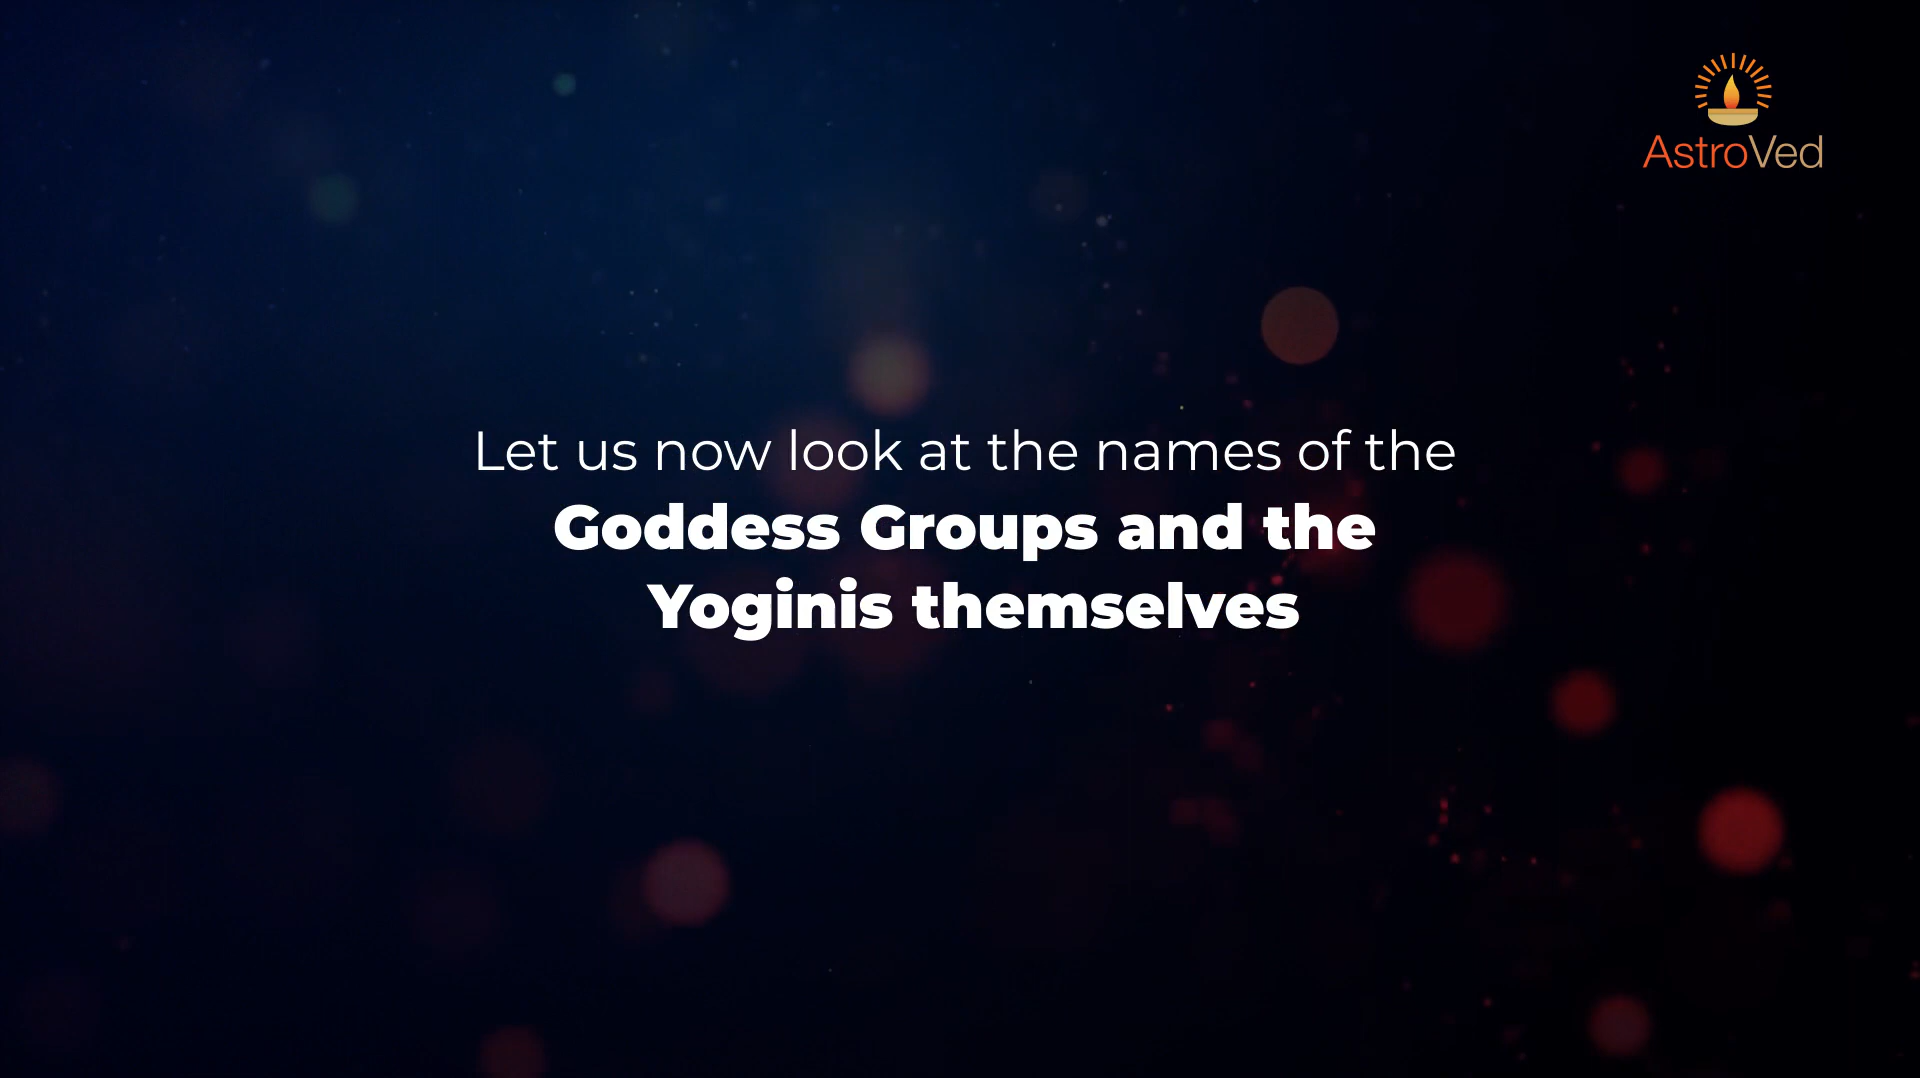 AstroVed
Let us now look at the names of the
Goddess Groups and the
Yoginis themselves